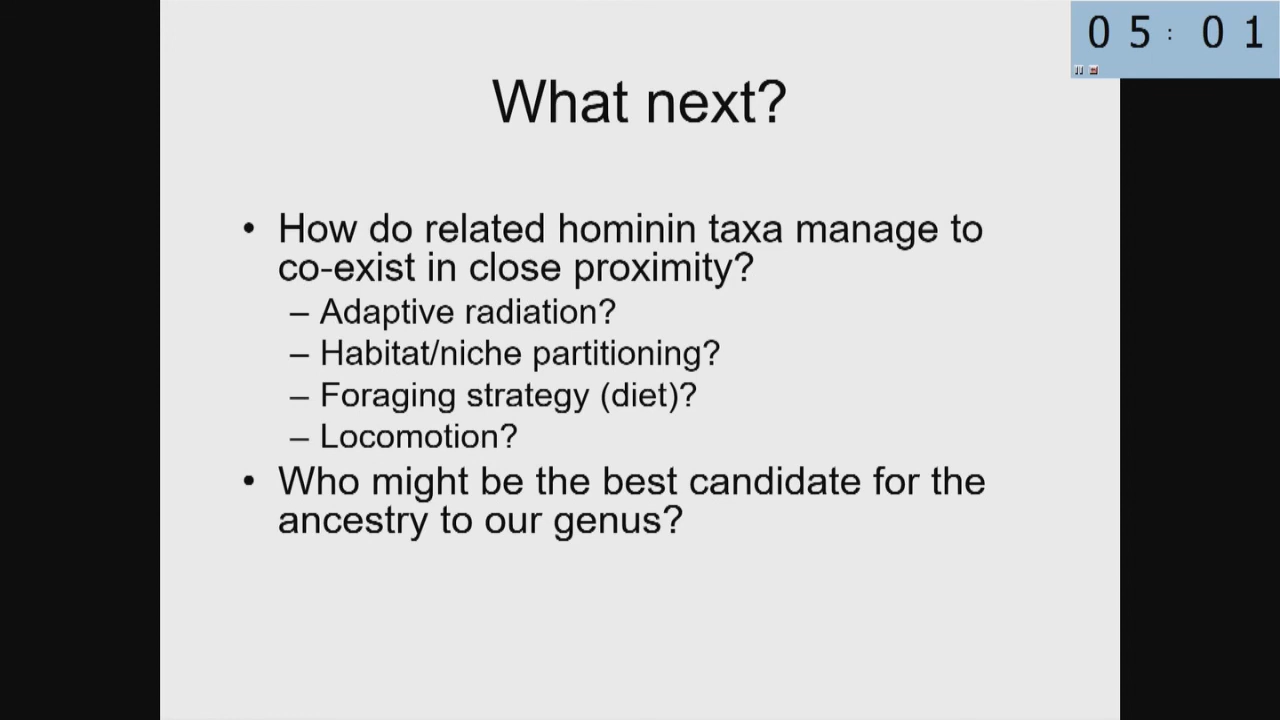 05:01
What next?
• How do related hominin taxa manage to
co-exist in close proximity?
– Adaptive radiation?
– Habitat/niche partitioning?
– Foraging strategy (diet)?
– Locomotion?
• Who might be the best candidate for the
ancestry to our genus?